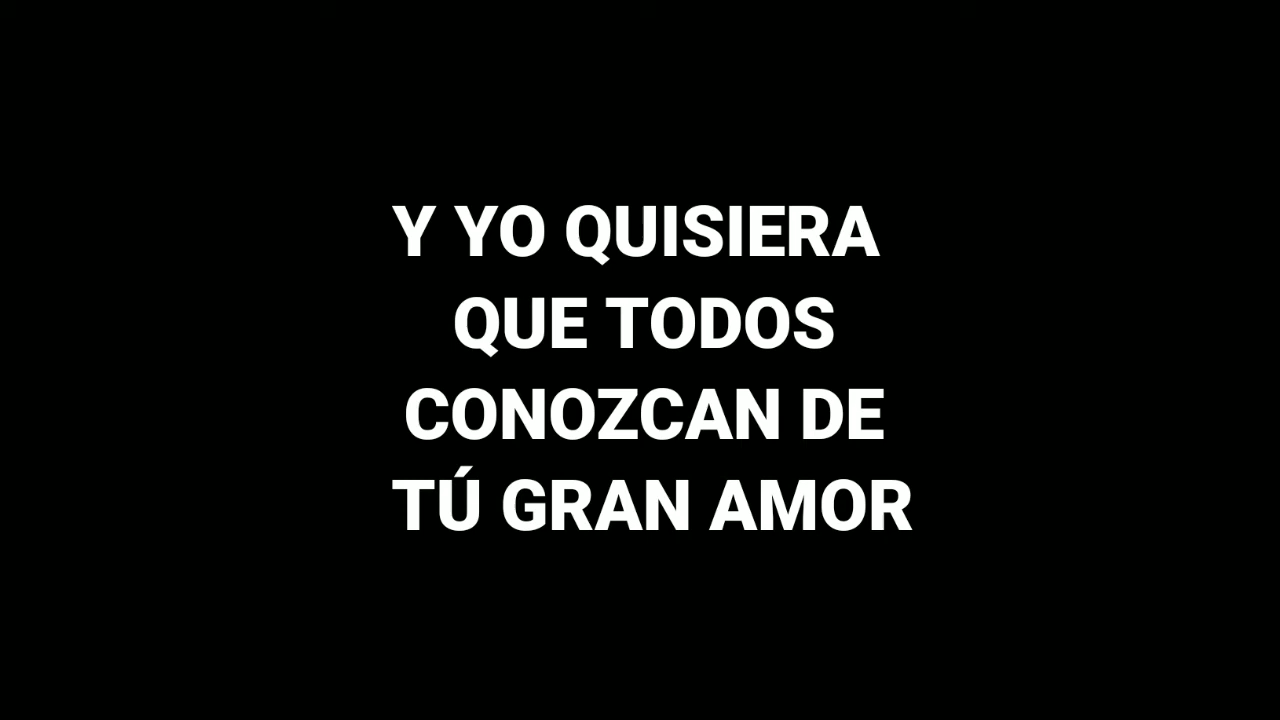 Y YO QUISIERA
QUE TODOS
CONOZCAN DE
TÚ GRAN AMOR